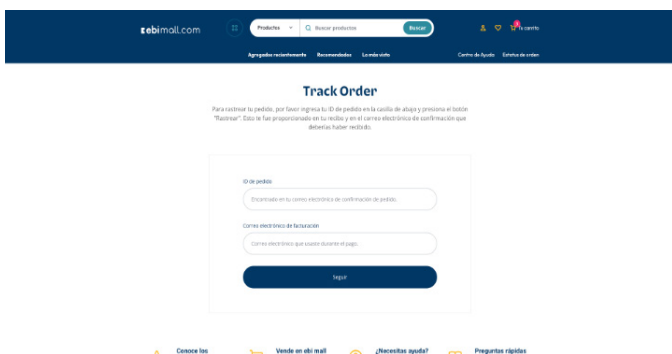 ebimall.com
Productos
Buscar productos
Buscar
Tu carrito
Agregados recientemente
Recomendados
Lo más visto
Centro de Ayuda
Estatus de orden
Track Order
Para rastrear tu pedido, por favor ingresa tu ID de pedido en la casilla de abajo y presiona el botón
"Rastrear". Esto te fue proporcionado en tu recibo y en el correo electrónico de confirmación que
deberías haber recibido.
ID de pedido
Encontrado en tu correo electrónico de confirmación de pedido.
Correo electrónico de facturación
Correo electrónico que usaste durante el pago.
Seguir
Conoce los
Vende en ebi mall
¿Necesitas ayuda?
Preguntas rápidas